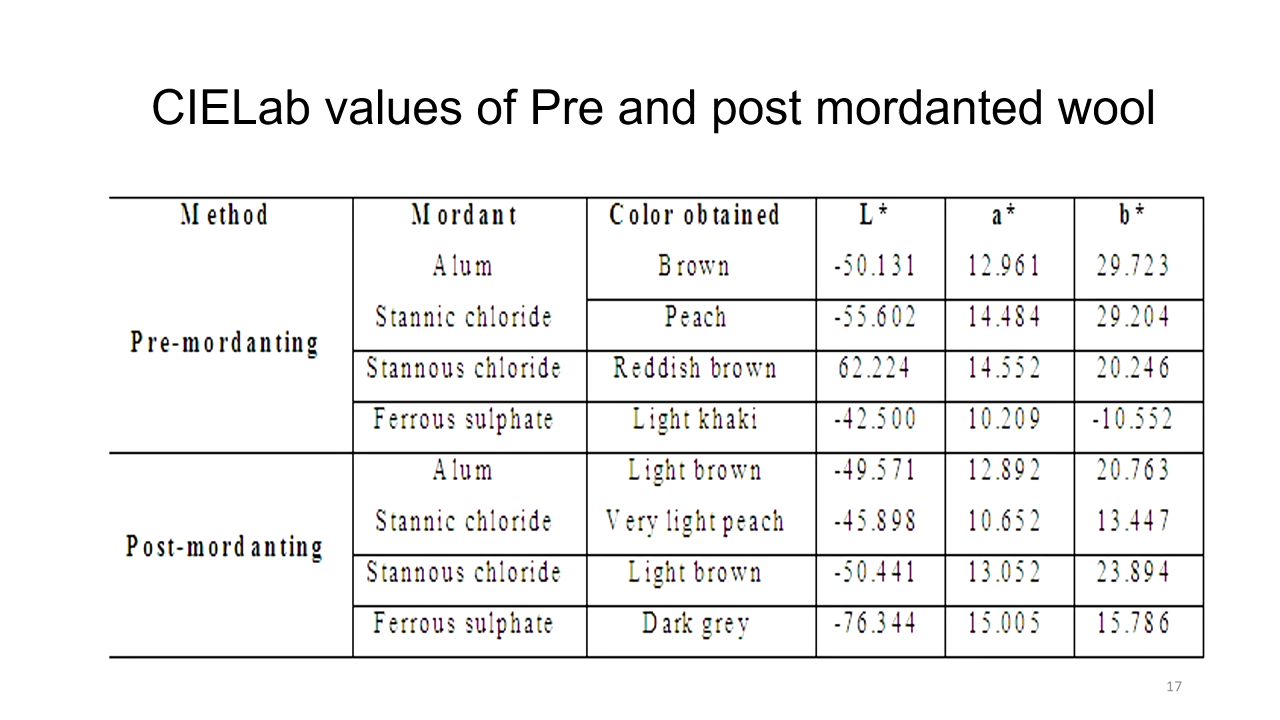 CIELab values of Pre and post mordanted wool
Method Mordant Color obtained L* a* b*
Pre-mordanting
Alum Brown -50.131 12.961 29.723
Stannic chloride Peach -55.602 14.484 29.204
Stannous chloride Reddish brown 62.224 14.552 20.246
Ferrous sulphate Light khaki -42.500 10.209 -10.552
Post-mordanting
Alum Light brown -49.571 12.892 20.763
Stannic chloride Very light peach -45.898 10.652 13.447
Stannous chloride Light brown -50.441 13.052 23.894
Ferrous sulphate Dark grey -76.344 15.005 15.786
17